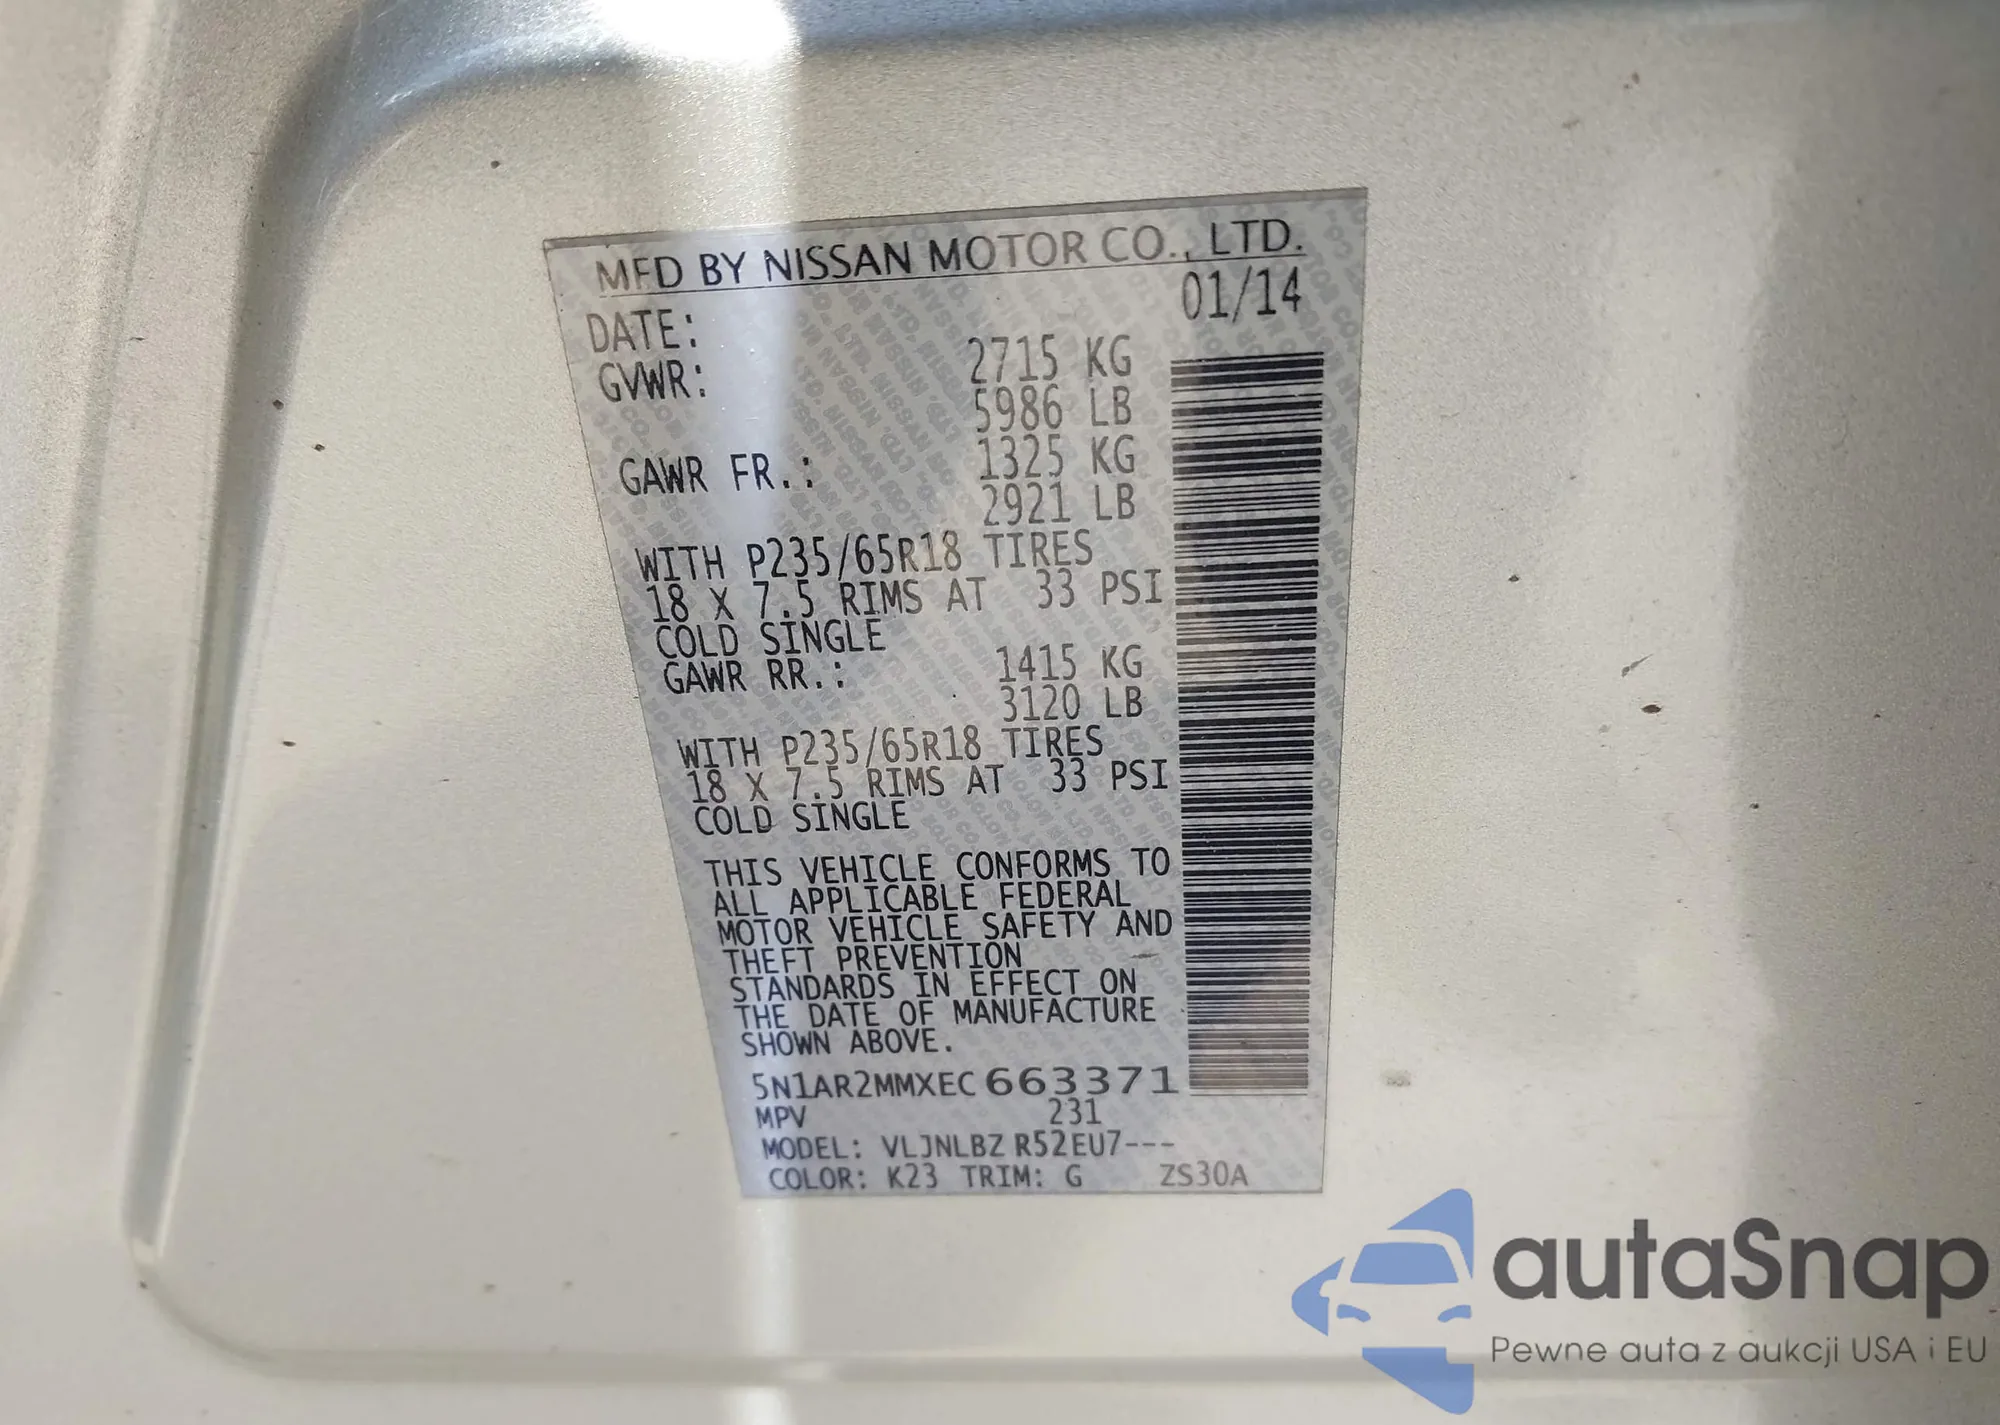 MFD BY NISSAN MOTOR CO., LTD.
DATE: 01/14
GVWR: 2715 KG
5986 LB
GAWR FR.: 1325 KG
2921 LB
WITH P235/65R18 TIRES
18 X 7.5 RIMS AT 33 PSI
COLD SINGLE
GAWR RR.: 1415 KG
3120 LB
WITH P235/65R18 TIRES
18 X 7.5 RIMS AT 33 PSI
COLD SINGLE
THIS VEHICLE CONFORMS TO
ALL APPLICABLE FEDERAL
MOTOR VEHICLE SAFETY AND
THEFT PREVENTION
STANDARDS IN EFFECT ON
THE DATE OF MANUFACTURE
SHOWN ABOVE.
5N1AR2MMXEC663371
MPV 231
MODEL: VLJNLBZ R52EU7---
COLOR: K23 TRIM: G ZS30A
autaSnap
Pewne auta z aukcji USA i EU